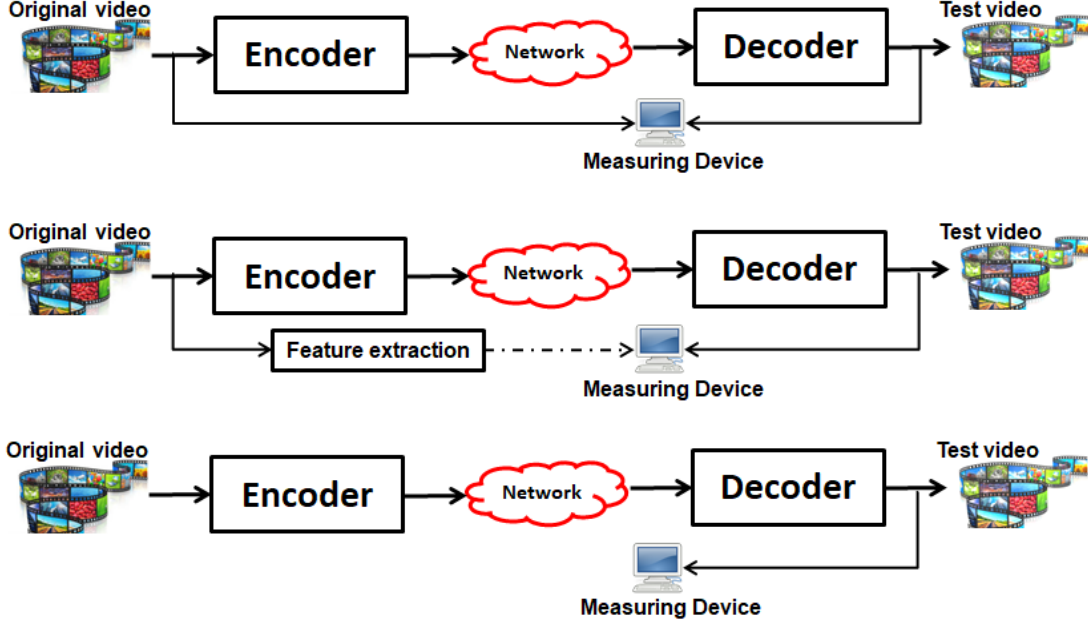 Original video
Test video
Encoder
Network
Decoder
Measuring Device
Original video
Test video
Encoder
Network
Decoder
Feature extraction
Measuring Device
Original video
Test video
Encoder
Network
Decoder
Measuring Device